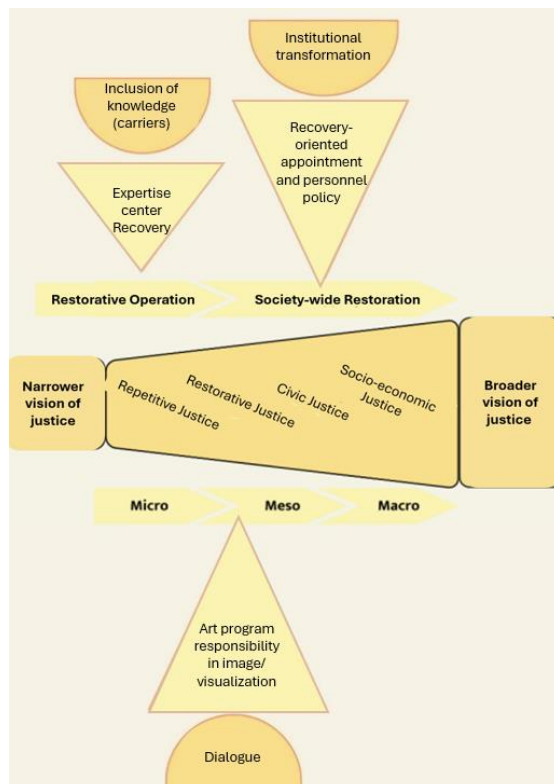 Institutional
transformation
Inclusion of
knowledge
(carriers)
Recovery-
oriented
appointment
and personnel
policy
Expertise
center
Recovery
Restorative Operation
Society-wide Restoration
Narrower
vision of
justice
Repetitive Justice
Restorative Justice
Civic Justice
Socio-economic
Justice
Broader
vision of
justice
Micro
Meso
Macro
Art program
responsibility
in image/
visualization
Dialogue